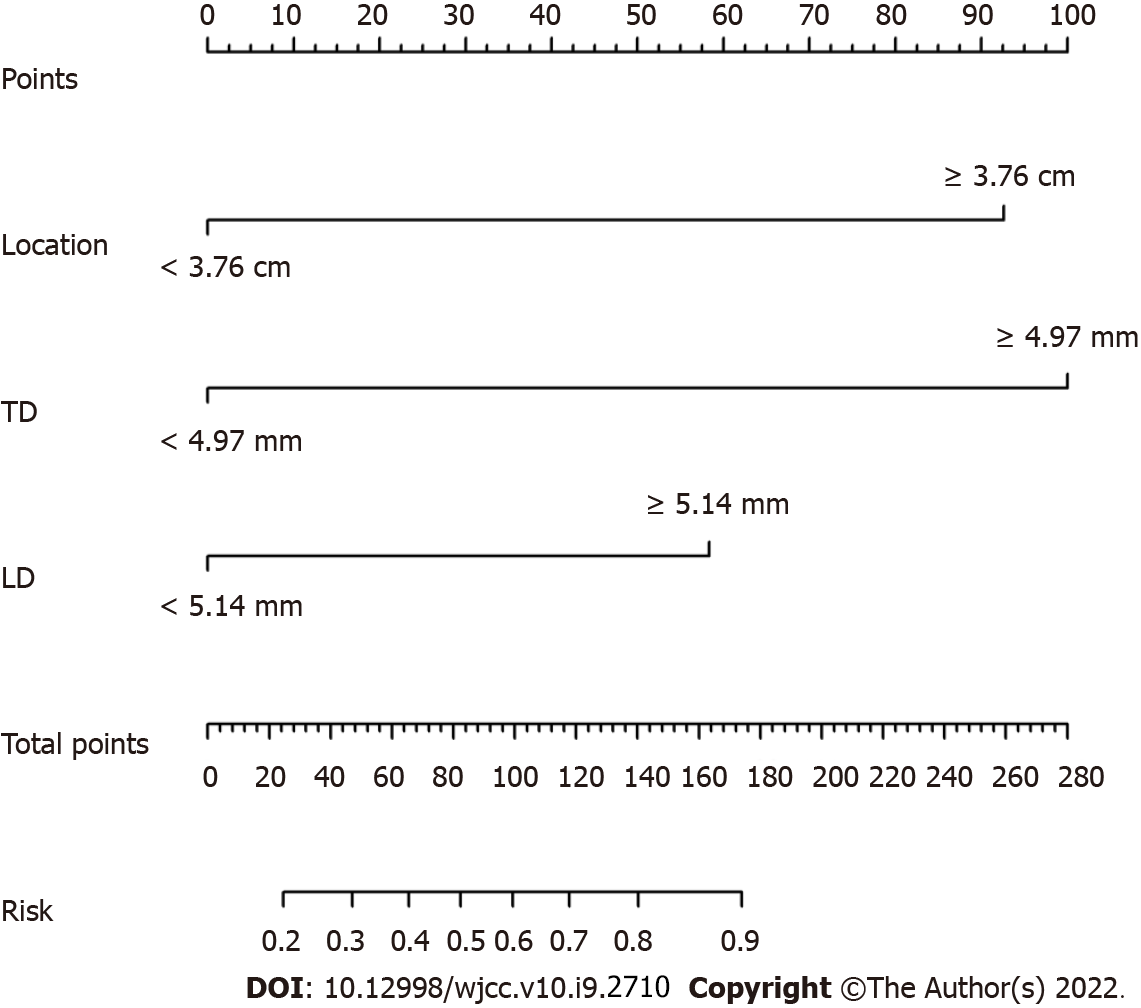 0 10 20 30 40 50 60 70 80 90 100
Points
≥ 3.76 cm
Location
< 3.76 cm
≥ 4.97 mm
TD
< 4.97 mm
≥ 5.14 mm
LD
< 5.14 mm
Total points
0 20 40 60 80 100 120 140 160 180 200 220 240 260 280
Risk
0.2 0.3 0.4 0.5 0.6 0.7 0.8 0.9
DOI: 10.12998/wjcc.v10.i9.2710 Copyright ©The Author(s) 2022.